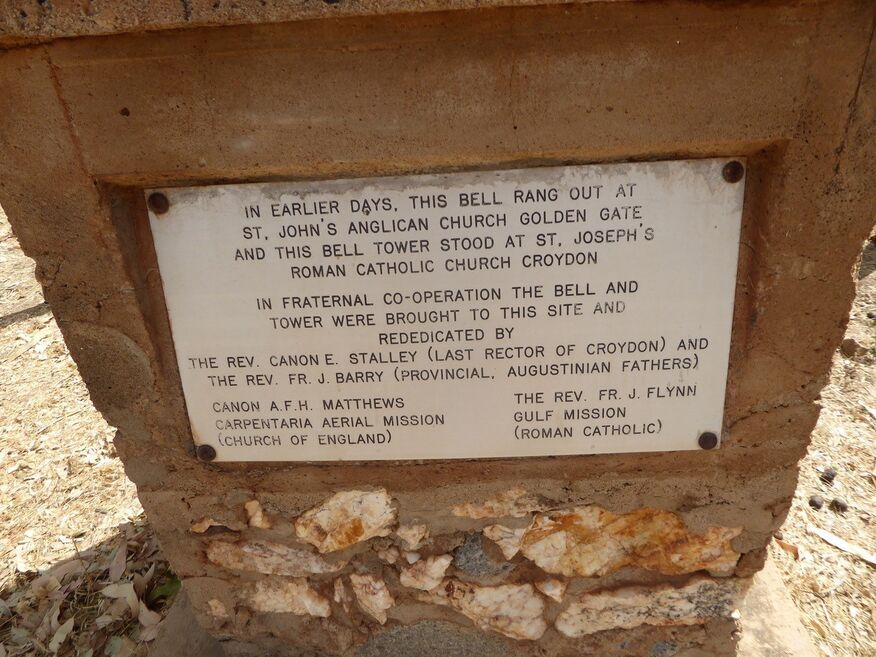 IN EARLIER DAYS, THIS BELL RANG OUT AT
ST, JOHN'S ANGLICAN CHURCH GOLDEN GATE
AND THIS BELL TOWER STOOD AT ST, JOSEPH'S
ROMAN CATHOLIC CHURCH CROYDON
IN FRATERNAL CO-OPERATION THE BELL AND
TOWER WERE BROUGHT TO THIS SITE AND
REDEDICATED BY
THE REV. CANON E. STALLEY (LAST RECTOR OF CROYDON) AND
THE REV. FR. J. BARRY (PROVINCIAL, AUGUSTINIAN FATHERS)
CANON A.F.H. MATTHEWS
CARPENTARIA AERIAL MISSION
(CHURCH OF ENGLAND)
THE REV. FR. J. FLYNN
GULF MISSION
(ROMAN CATHOLIC)